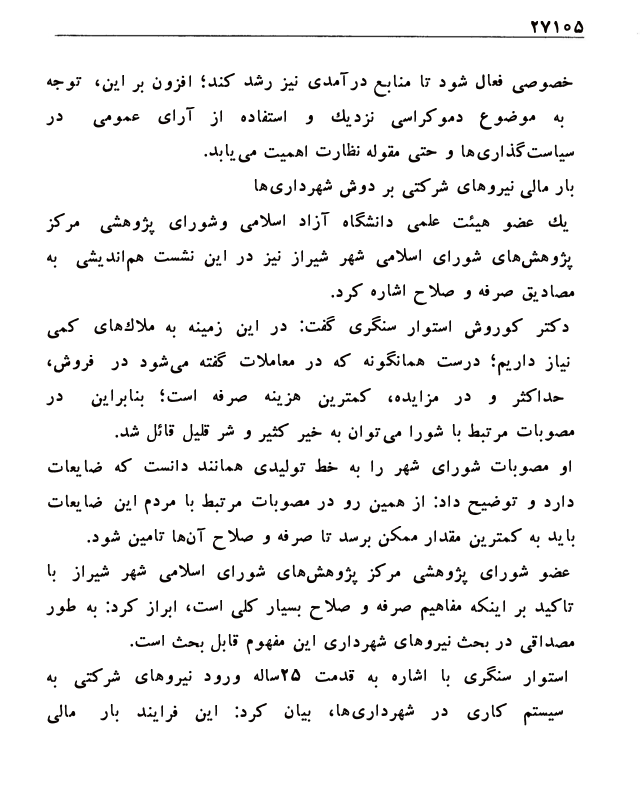 ۲۷۱۰۵
خصوصی فعال شود تا منابع درآمدی نیز رشد کند؛ افزون بر این، توجه
به موضوع دموکراسی نزدیك و استفاده از آرای عمومی در
سیاست‌گذاری‌ها و حتی مقوله نظارت اهمیت می‌یابد.
بار مالی نیروهای شرکتی بر دوش شهرداری‌ها
یك عضو هیئت علمی دانشگاه آزاد اسلامی وشورای پژوهشی مرکز
پژوهش‌های شورای اسلامی شهر شیراز نیز در این نشست هم‌اندیشی به
مصادیق صرفه و صلاح اشاره کرد.
دکتر کوروش استوار سنگری گفت: در این زمینه به ملاك‌های کمی
نیاز داریم؛ درست همانگونه که در معاملات گفته می‌شود در فروش،
حداکثر و در مزایده، کمترین هزینه صرفه است؛ بنابراین در
مصوبات مرتبط با شورا می‌توان به خیر کثیر و شر قلیل قائل شد.
او مصوبات شورای شهر را به خط تولیدی همانند دانست که ضایعات
دارد و توضیح داد: از همین رو در مصوبات مرتبط با مردم این ضایعات
باید به کمترین مقدار ممکن برسد تا صرفه و صلاح آن‌ها تامین شود.
عضو شورای پژوهشی مرکز پژوهش‌های شورای اسلامی شهر شیراز با
تاکید بر اینکه مفاهیم صرفه و صلاح بسیار کلی است، ابراز کرد: به طور
مصداقی در بحث نیروهای شهرداری این مفهوم قابل بحث است.
استوار سنگری با اشاره به قدمت ۲۵ساله ورود نیروهای شرکتی به
سیستم کاری در شهرداری‌ها، بیان کرد: این فرایند بار مالی